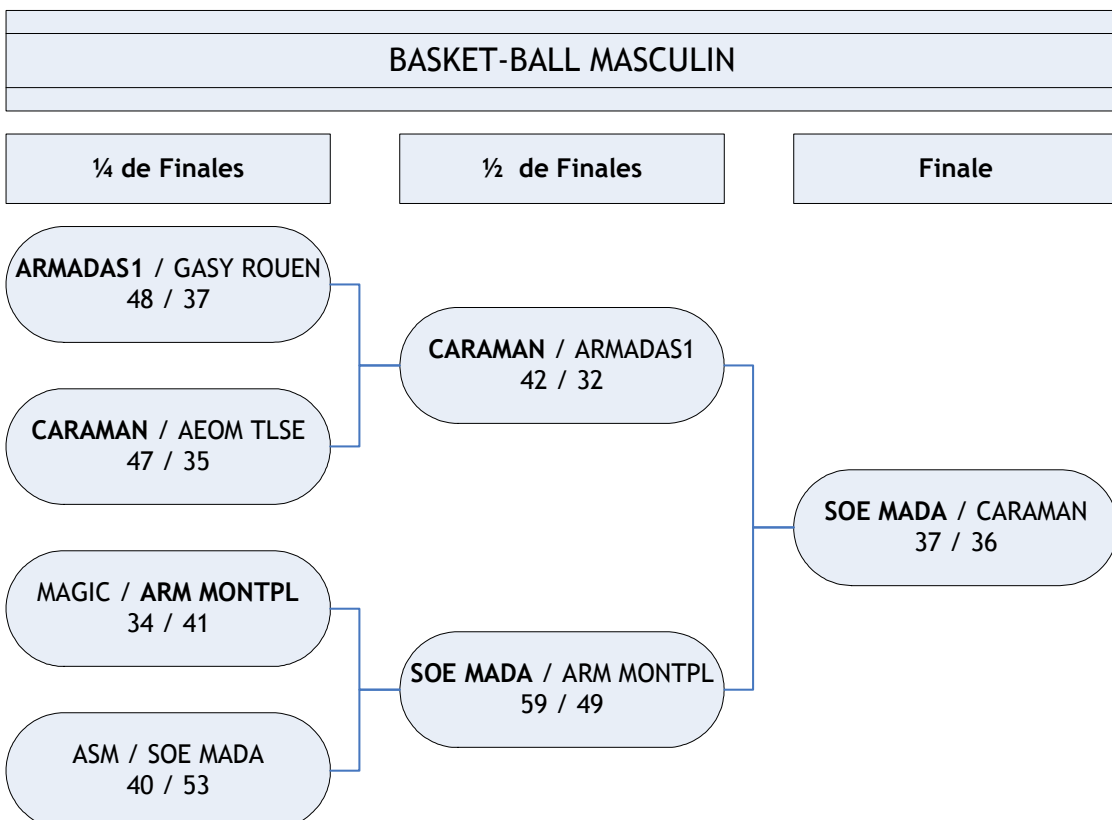 BASKET-BALL MASCULIN
¼ de Finales
½ de Finales
Finale
ARMADAS1 / GASY ROUEN
48 / 37
CARAMAN / AEOM TLSE
47 / 35
MAGIC / ARM MONTPL
34 / 41
ASM / SOE MADA
40 / 53
CARAMAN / ARMADAS1
42 / 32
SOE MADA / ARM MONTPL
59 / 49
SOE MADA / CARAMAN
37 / 36